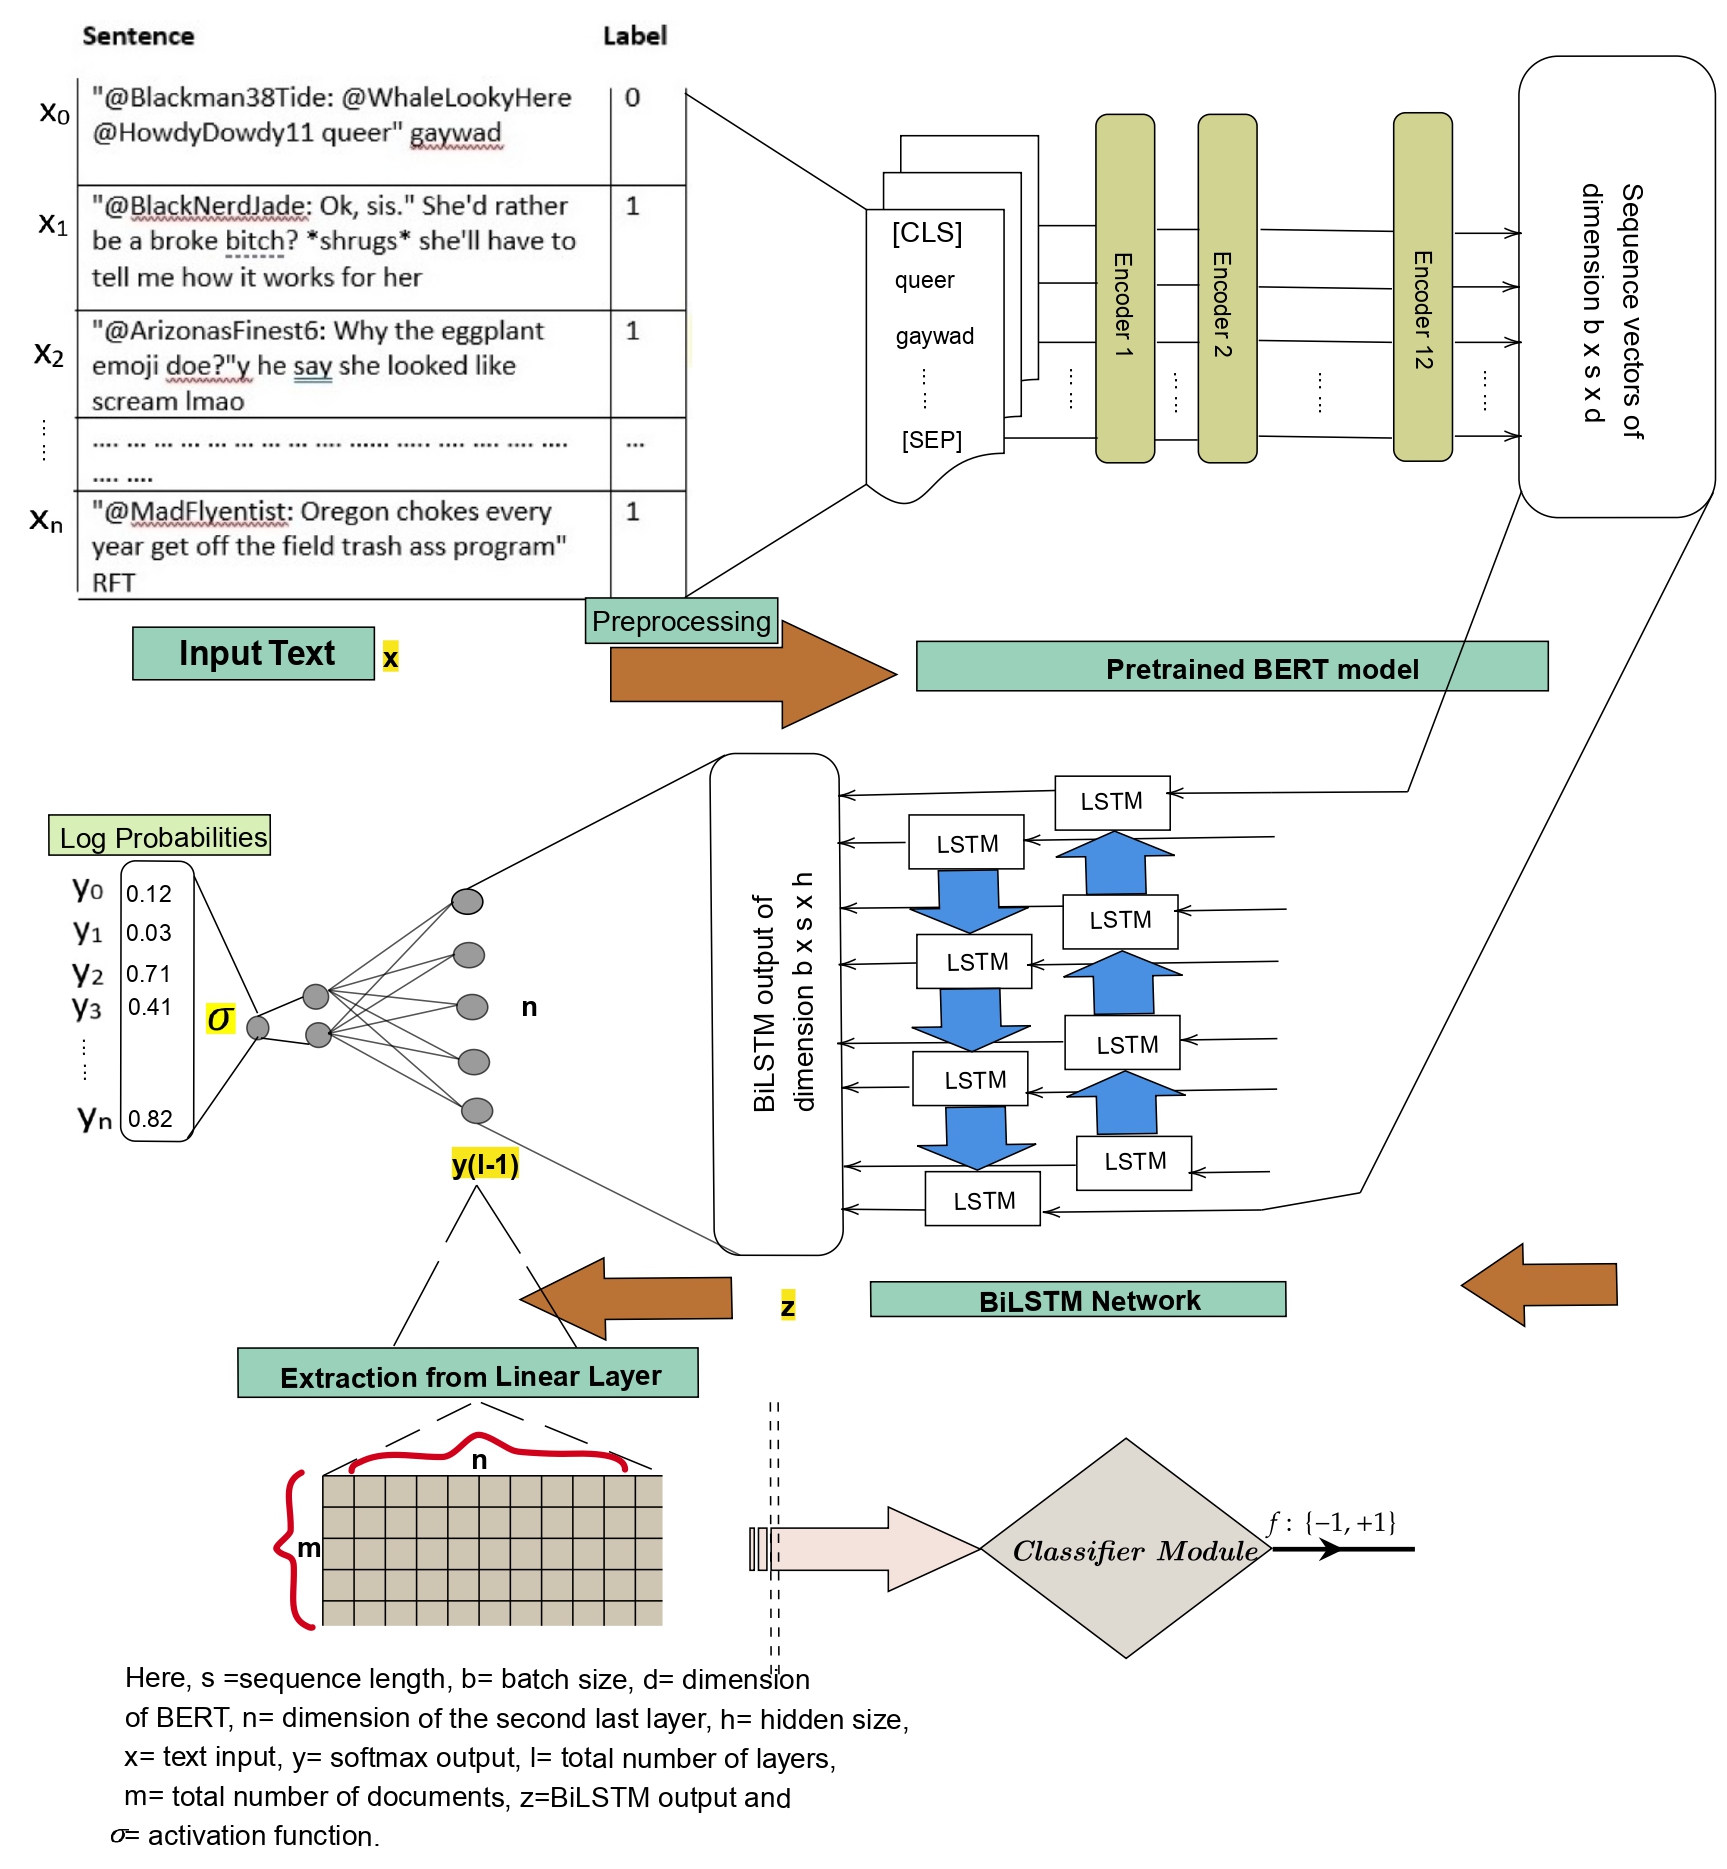 Sentence Label
x0 "@Blackman38Tide: @WhaleLookyHere 0
@HowdyDowdy11 queer" gaywad
x1 "@BlackNerdJade: Ok, sis." She'd rather 1
be a broke bitch? *shrugs* she'll have to
tell me how it works for her
x2 "@ArizonasFinest6: Why the eggplant 1
emoji doe?"y he say she looked like
scream lmao
.... ... ... ... ... ... ... ... .... ...... ..... .... .... .... .... ...
.... ....
xn "@MadFlyentist: Oregon chokes every 1
year get off the field trash ass program"
RFT
[CLS]
queer
gaywad
[SEP]
Encoder 1
Encoder 2
Encoder 12
Sequence vectors of
dimension b x s x d
Input Text x
Preprocessing
Pretrained BERT model
Log Probabilities
y0 0.12
y1 0.03
y2 0.71
y3 0.41
yn 0.82
σ
n
y(l-1)
BiLSTM output of
dimension b x s x h
LSTM
LSTM
LSTM
LSTM
LSTM
LSTM
LSTM
LSTM
z
BiLSTM Network
Extraction from Linear Layer
n
m
Classifier Module
f : {−1, +1}
Here, s =sequence length, b= batch size, d= dimension
of BERT, n= dimension of the second last layer, h= hidden size,
x= text input, y= softmax output, l= total number of layers,
m= total number of documents, z=BiLSTM output and
σ= activation function.